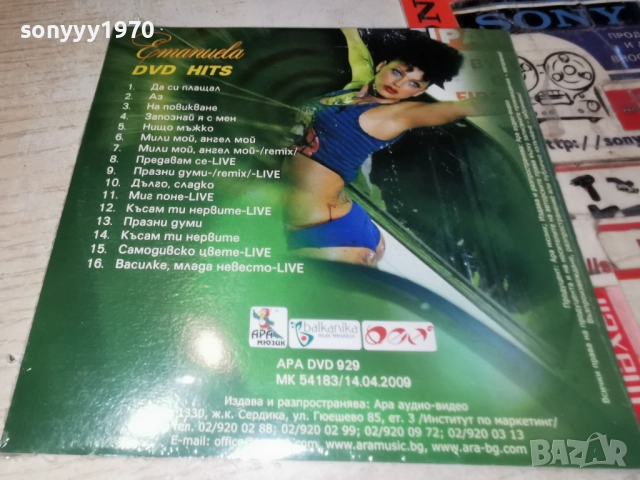 sonyyy1970
Emanuela
DVD HITS
1. Да си плащал
2. Аз
3. На повикване
4. Запознай я с мен
5. Нищо мъжко
6. Мили мой, ангел мой
7. Мили мой, ангел мой-/remix/
8. Предавам се-LIVE
9. Празни думи-/remix/-LIVE
10. Дълго, сладко
11. Миг поне-LIVE
12. Късам ти нервите-LIVE
13. Празни думи
14. Късам ти нервите
15. Самодивско цвете-LIVE
16. Василке, млада невесто-LIVE
АРА МЮЗИК
balkanika
АРА DVD 929
МК 54183/14.04.2009
Издава и разпространява: Ара аудио-видео
1330, ж.к. Сердика, ул. Гюешево 85, ет. 3 /Институт по маркетинг/
02/920 02 88; 02/920 02 99; 02/920 09 72; 02/920 03 13
www.aramusic.bg, www.ara-bg.com
SONY
BAZAR